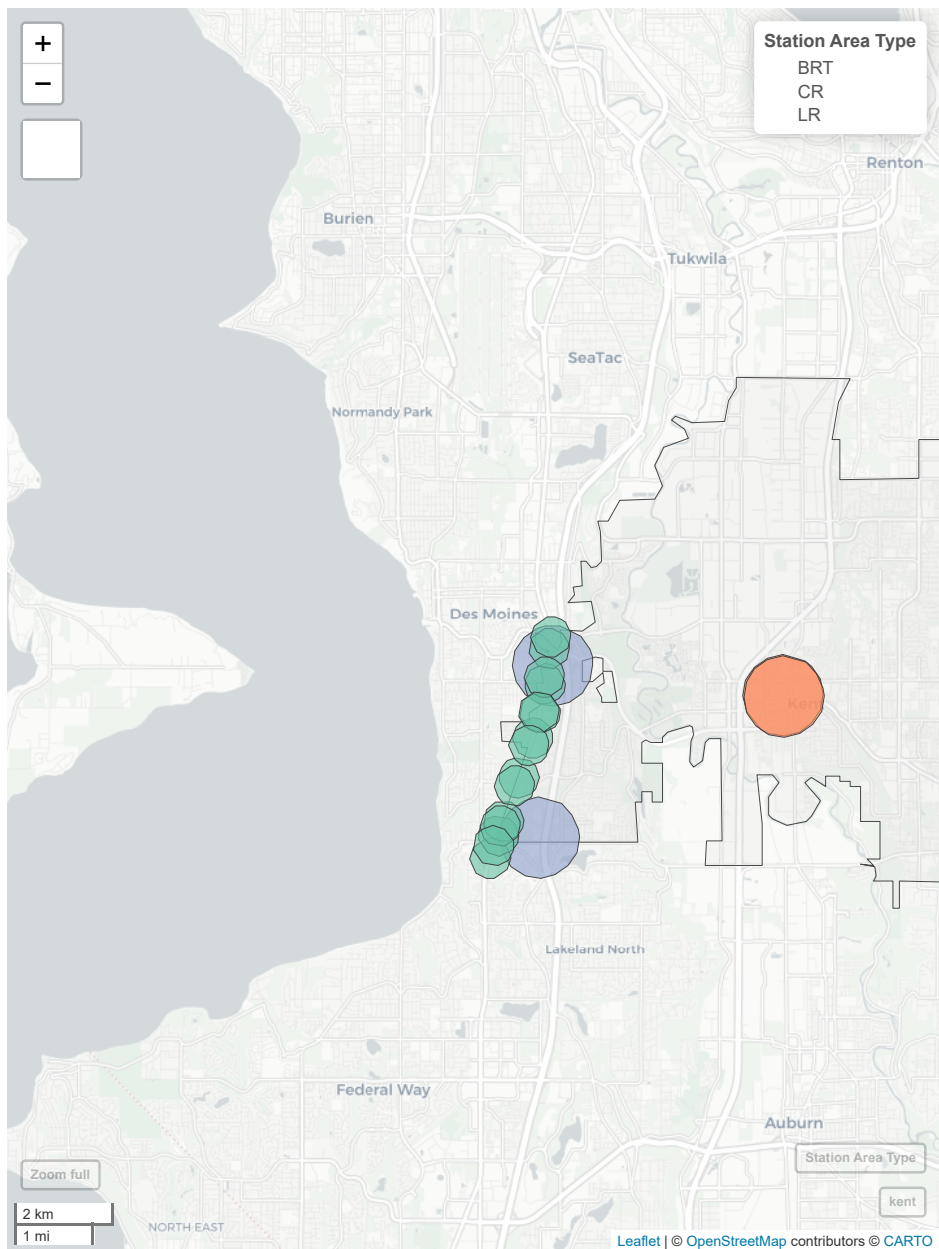 +
−
Station Area Type
BRT
CR
LR
Renton
Burien
Tukwila
SeaTac
Normandy Park
Des Moines
Kent
Lakeland North
Federal Way
Auburn
Station Area Type
Zoom full
kent
2 km
1 mi
NORTH EAST
Leaflet | © OpenStreetMap contributors © CARTO